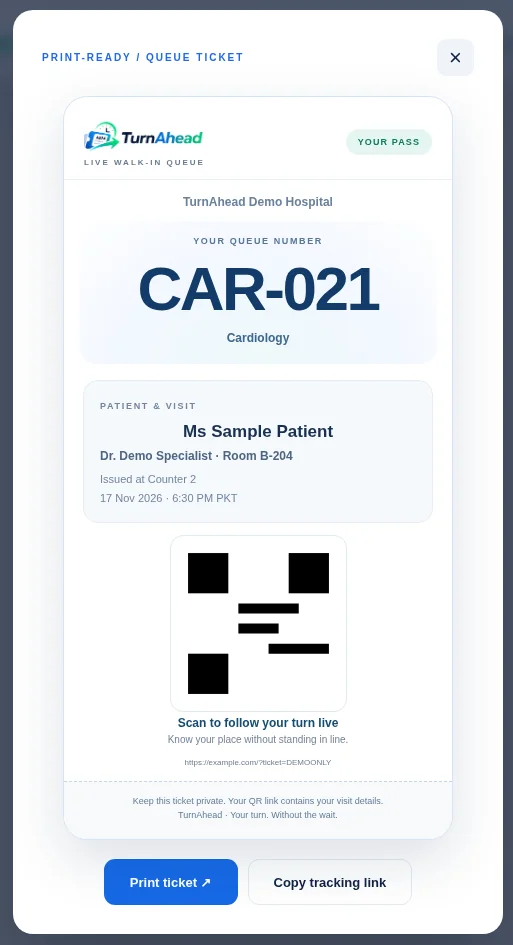 PRINT-READY / QUEUE TICKET
×
TurnAhead
LIVE WALK-IN QUEUE
YOUR PASS
TurnAhead Demo Hospital
YOUR QUEUE NUMBER
CAR-021
Cardiology
PATIENT & VISIT
Ms Sample Patient
Dr. Demo Specialist · Room B-204
Issued at Counter 2
17 Nov 2026 · 6:30 PM PKT
Scan to follow your turn live
Know your place without standing in line.
https://example.com/?ticket=DEMOONLY
Keep this ticket private. Your QR link contains your visit details.
TurnAhead · Your turn. Without the wait.
Print ticket ↗
Copy tracking link